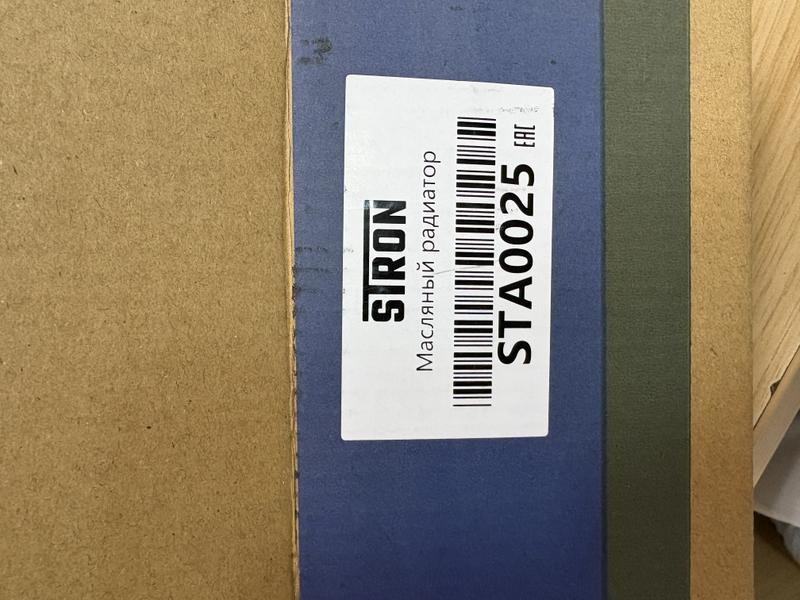 STRON
Масляный радиатор
STA0025
EAC